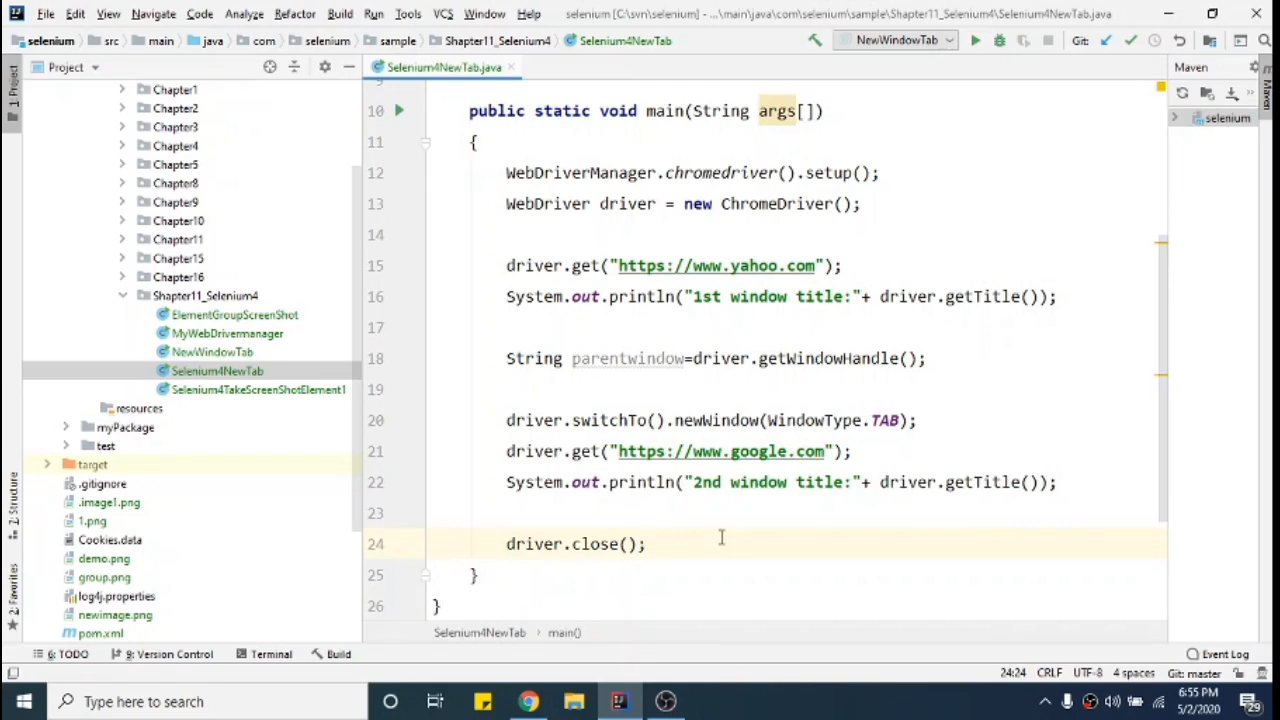 File Edit View Navigate Code Analyze Refactor Build Run Tools VCS Window Help selenium [C:\svn\selenium] - ...\main\java\com\selenium\sample\Shapter11_Selenium4\Selenium4NewTab.java
selenium src main java com selenium sample Shapter11_Selenium4 Selenium4NewTab NewWindowTab Git:
Project Selenium4NewTab.java Maven
1: Project
Chapter1
Chapter2
Chapter3
Chapter4
Chapter5
Chapter8
Chapter9
Chapter10
Chapter11
Chapter15
Chapter16
Shapter11_Selenium4
ElementGroupScreenShot
MyWebDrivermanager
NewWindowTab
Selenium4NewTab
Selenium4TakeScreenShotElement1
resources
myPackage
test
target
.gitignore
.image1.png
1.png
Cookies.data
demo.png
group.png
log4j.properties
newimage.png
pom.xml
7: Structure
2: Favorites
9
10 public static void main(String args[])
11 {
12 WebDriverManager.chromedriver().setup();
13 WebDriver driver = new ChromeDriver();
14
15 driver.get("https://www.yahoo.com");
16 System.out.println("1st window title:"+ driver.getTitle());
17
18 String parentwindow=driver.getWindowHandle();
19
20 driver.switchTo().newWindow(WindowType.TAB);
21 driver.get("https://www.google.com");
22 System.out.println("2nd window title:"+ driver.getTitle());
23
24 driver.close();
25 }
26 }
Selenium4NewTab main()
selenium
Maven
6: TODO 9: Version Control Terminal Build Event Log
24:24 CRLF UTF-8 4 spaces Git: master
Type here to search
6:55 PM
5/2/2020
29